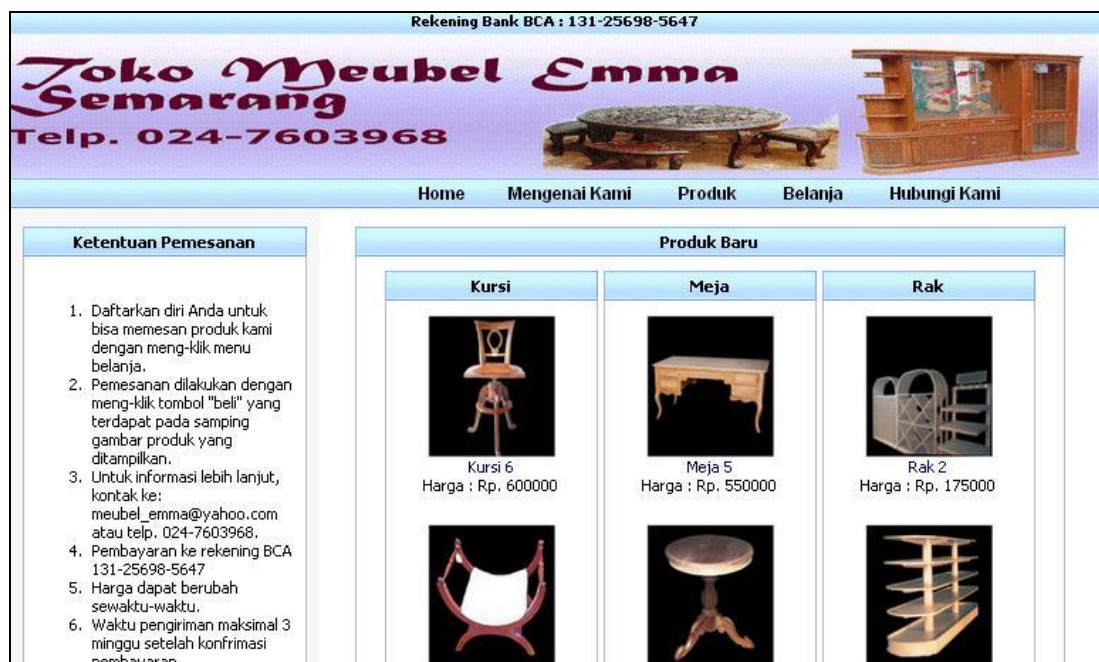 Rekening Bank BCA : 131-25698-5647
Toko Meubel Emma
Semarang
Telp. 024-7603968
Home Mengenai Kami Produk Belanja Hubungi Kami
Ketentuan Pemesanan
1. Daftarkan diri Anda untuk
bisa memesan produk kami
dengan meng-klik menu
belanja.
2. Pemesanan dilakukan dengan
meng-klik tombol "beli" yang
terdapat pada samping
gambar produk yang
ditampilkan.
3. Untuk informasi lebih lanjut,
kontak ke:
meubel_emma@yahoo.com
atau telp. 024-7603968.
4. Pembayaran ke rekening BCA
131-25698-5647
5. Harga dapat berubah
sewaktu-waktu.
6. Waktu pengiriman maksimal 3
minggu setelah konfrimasi
pembayaran
Produk Baru
Kursi Meja Rak
Kursi 6 Meja 5 Rak 2
Harga : Rp. 600000 Harga : Rp. 550000 Harga : Rp. 175000